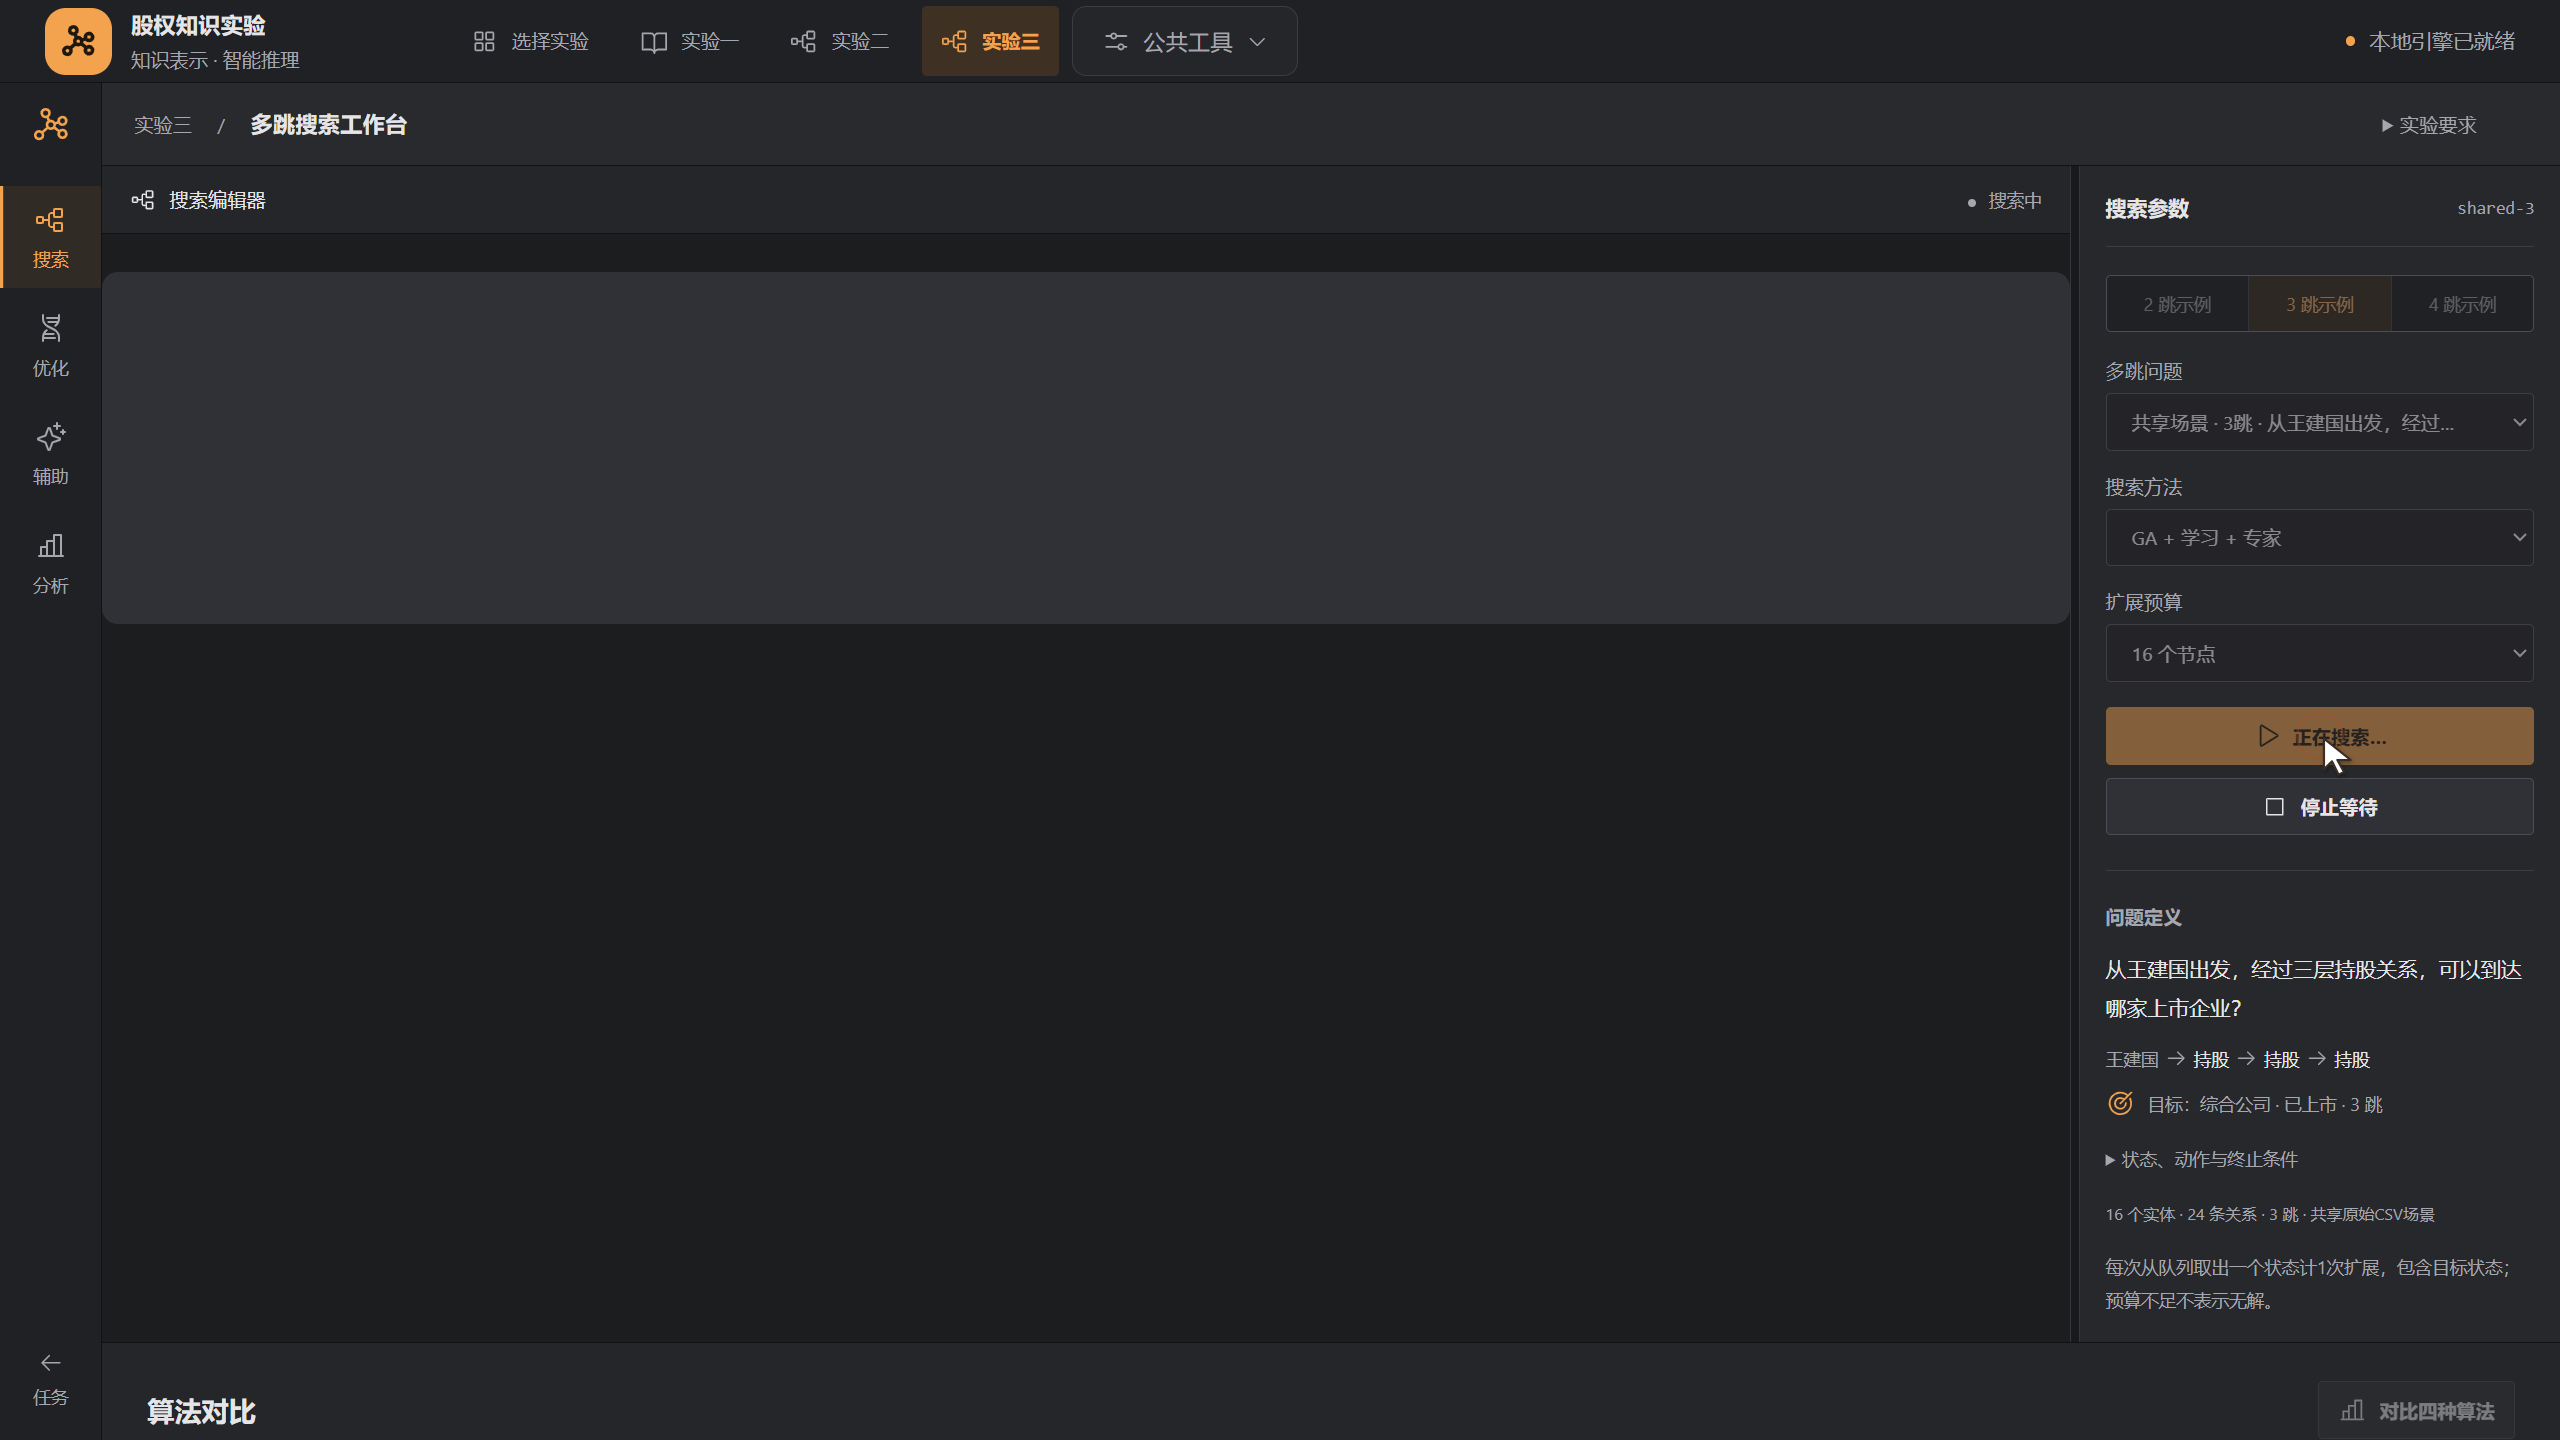 股权知识实验
知识表示 · 智能推理
选择实验
实验一
实验二
实验三
公共工具
本地引擎已就绪
实验三 / 多跳搜索工作台
实验要求
搜索
优化
辅助
分析
任务
搜索编辑器
搜索中
搜索参数
shared-3
2 跳示例
3 跳示例
4 跳示例
多跳问题
共享场景 · 3跳 · 从王建国出发，经过...
搜索方法
GA + 学习 + 专家
扩展预算
16 个节点
正在搜索...
停止等待
问题定义
从王建国出发，经过三层持股关系，可以到达
哪家上市企业？
王建国 → 持股 → 持股 → 持股
目标：综合公司 · 已上市 · 3 跳
状态、动作与终止条件
16 个实体 · 24 条关系 · 3 跳 · 共享原始CSV场景
每次从队列取出一个状态计1次扩展，包含目标状态；
预算不足不表示无解。
算法对比
对比四种算法